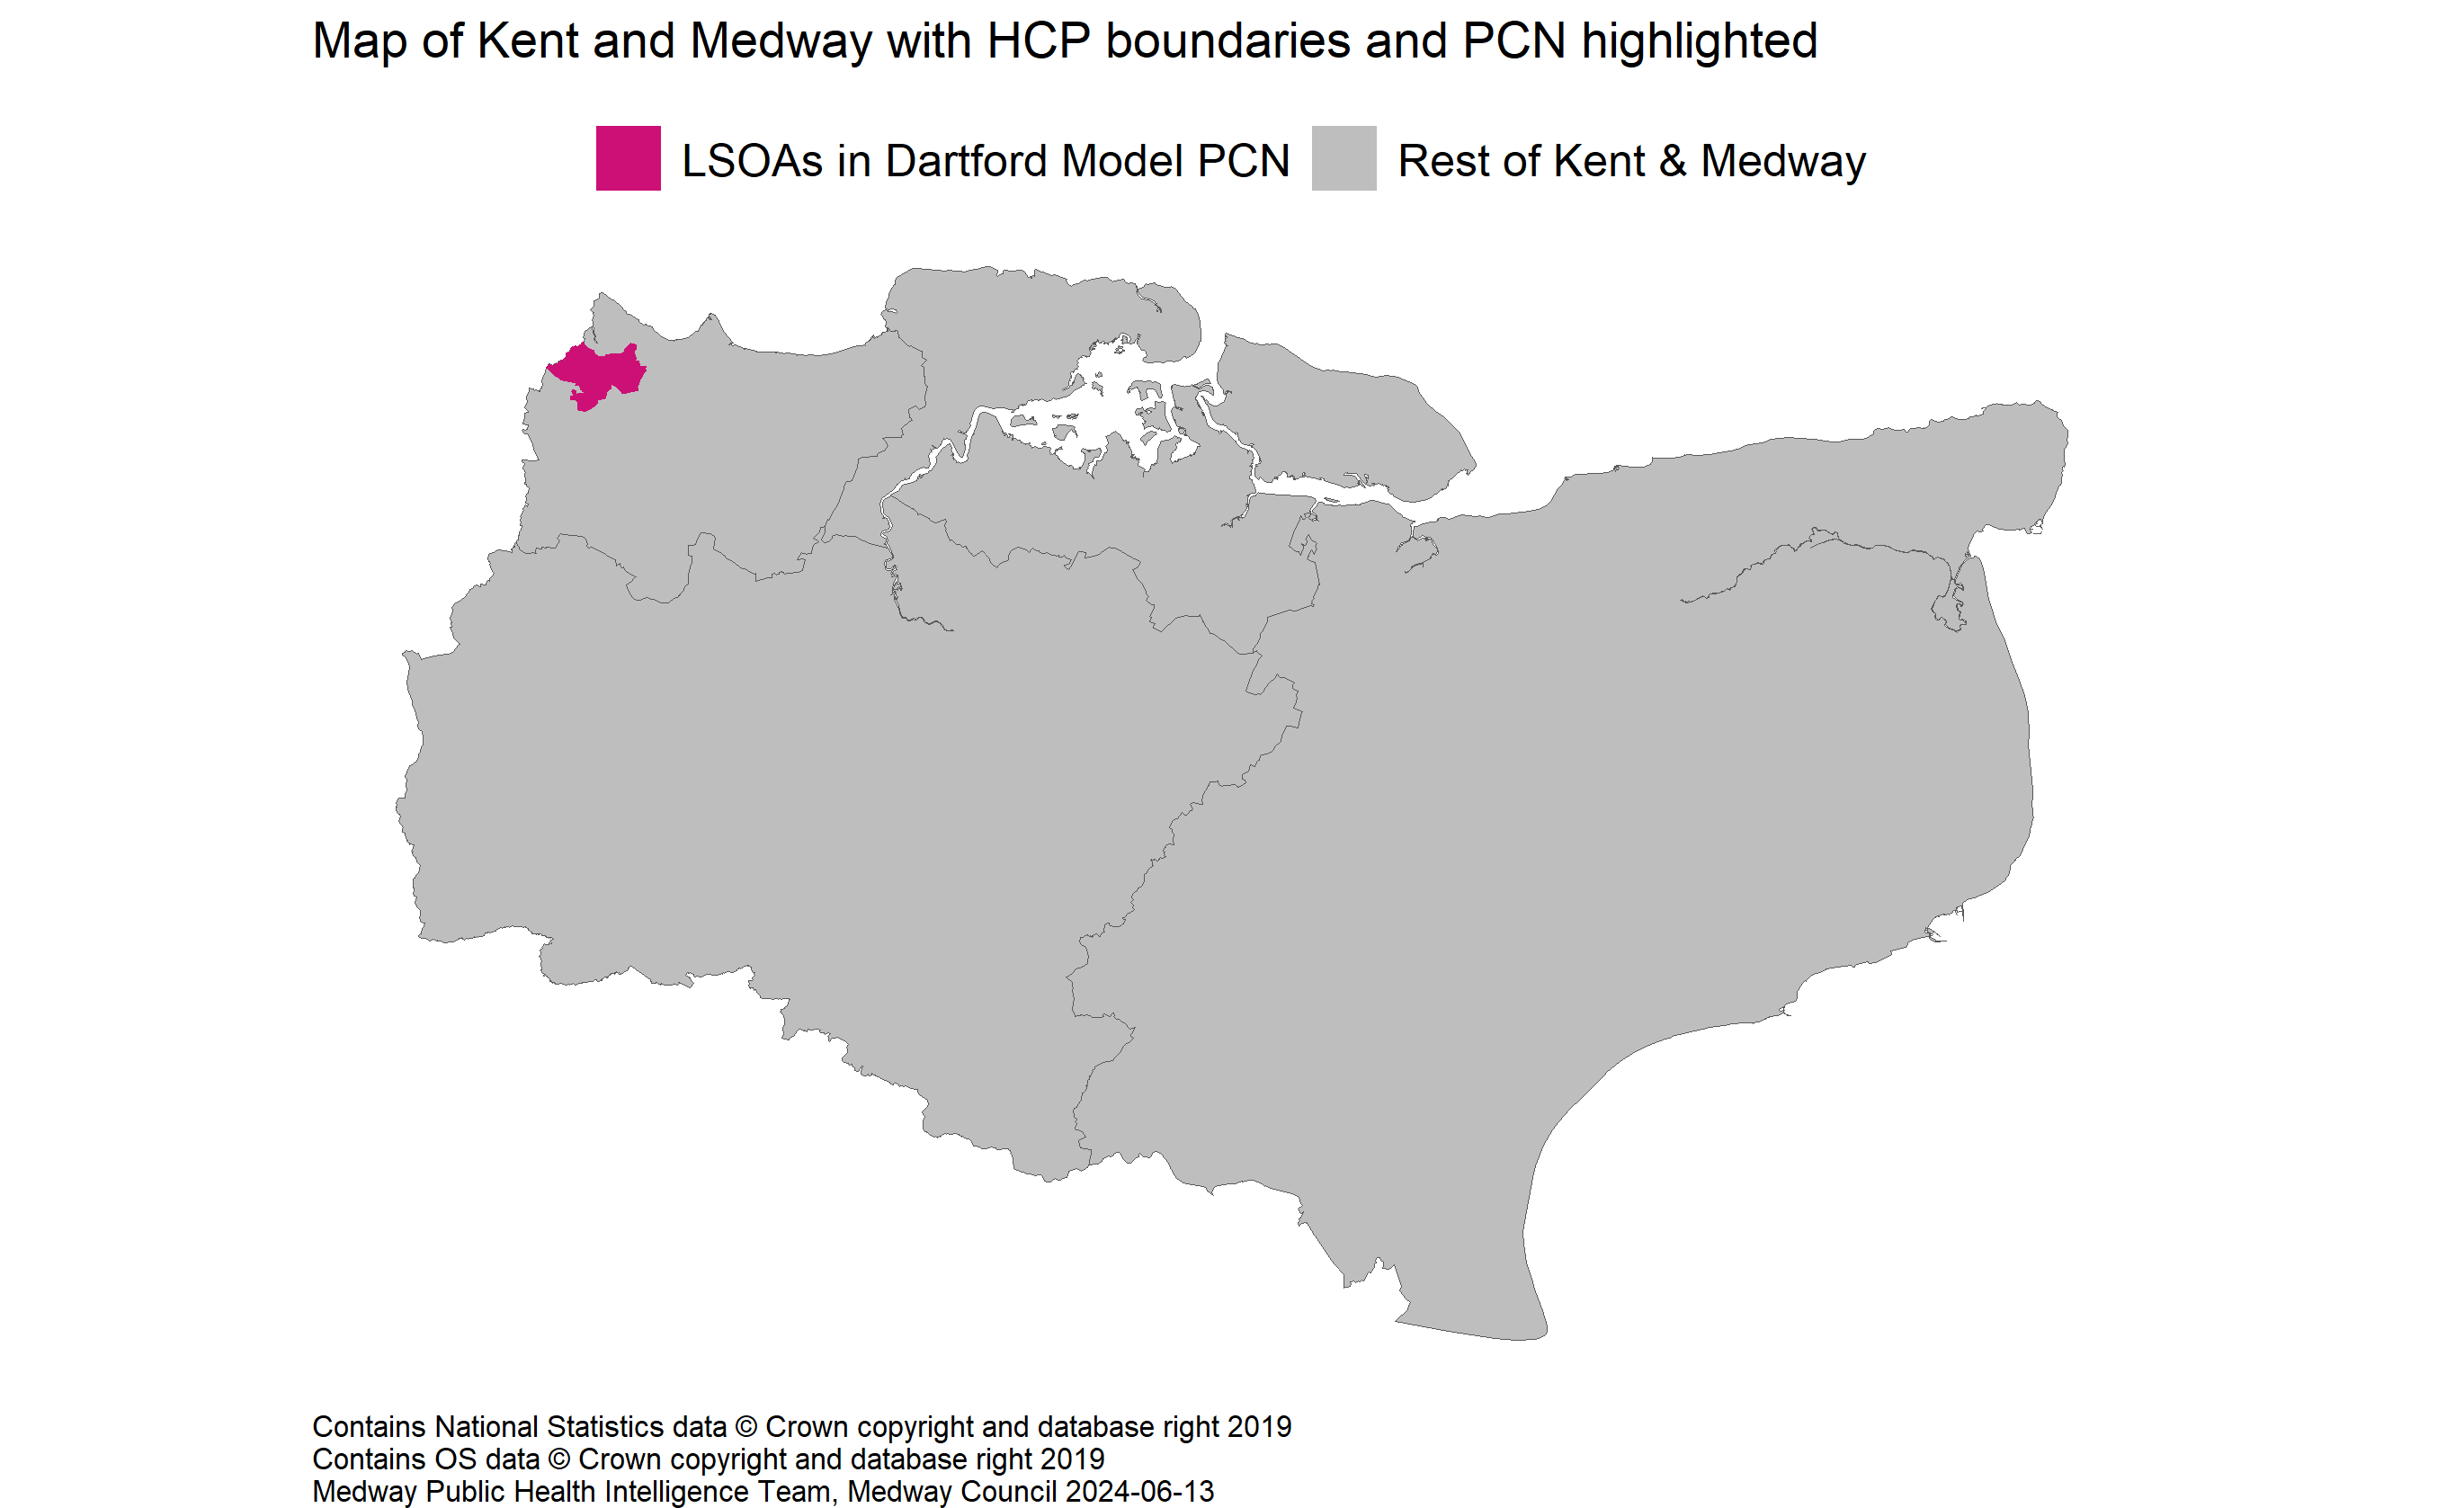 Map of Kent and Medway with HCP boundaries and PCN highlighted
LSOAs in Dartford Model PCN
Rest of Kent & Medway
Contains National Statistics data © Crown copyright and database right 2019
Contains OS data © Crown copyright and database right 2019
Medway Public Health Intelligence Team, Medway Council 2024-06-13